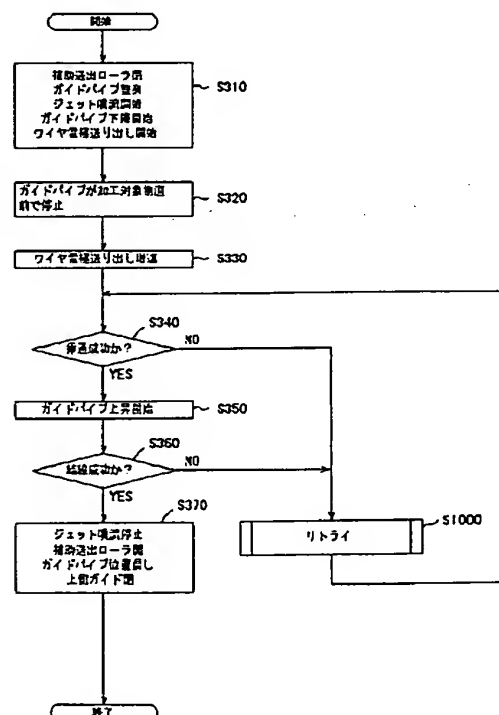 開始
補助送出ローラ閉
ガイドパイプ整列
ジェット噴流開始
ガイドパイプ下降開始
ワイヤ電極送り出し開始
S310
ガイドパイプが加工対象物直
前で停止
S320
ワイヤ電極送り出し増速
S330
S340
挿通成功か?
NO
YES
ガイドパイプ上昇開始
S350
S360
結線成功か?
NO
YES
S370
ジェット噴流停止
補助送出ローラ開
ガイドパイプ位置
上側ガイド閉
S1000
リトライ
終了